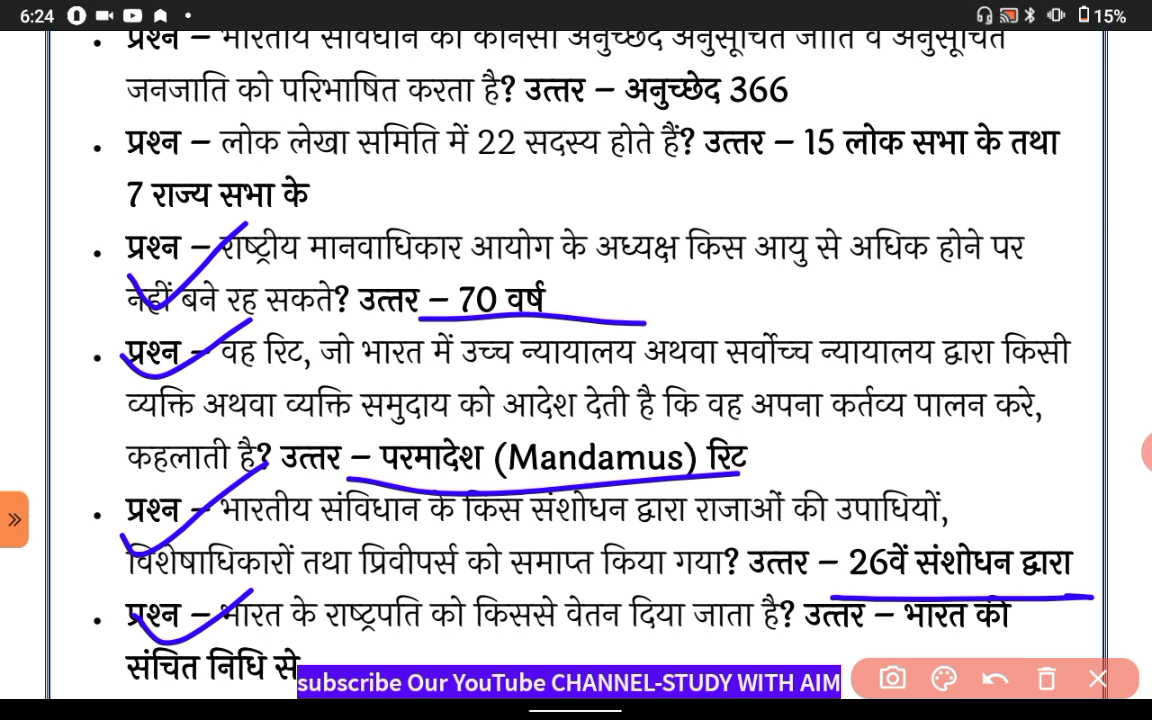 6:24 15%
प्रश्न – भारतीय संविधान का कौनसा अनुच्छेद अनुसूचित जाति व अनुसूचित
जनजाति को परिभाषित करता है? उत्तर – अनुच्छेद 366
प्रश्न – लोक लेखा समिति में 22 सदस्य होते हैं? उत्तर – 15 लोक सभा के तथा
7 राज्य सभा के
प्रश्न – राष्ट्रीय मानवाधिकार आयोग के अध्यक्ष किस आयु से अधिक होने पर
नहीं बने रह सकते? उत्तर – 70 वर्ष
प्रश्न – वह रिट, जो भारत में उच्च न्यायालय अथवा सर्वोच्च न्यायालय द्वारा किसी
व्यक्ति अथवा व्यक्ति समुदाय को आदेश देती है कि वह अपना कर्तव्य पालन करे,
कहलाती है? उत्तर – परमादेश (Mandamus) रिट
प्रश्न – भारतीय संविधान के किस संशोधन द्वारा राजाओं की उपाधियों,
विशेषाधिकारों तथा प्रिवीपर्स को समाप्त किया गया? उत्तर – 26वें संशोधन द्वारा
प्रश्न – भारत के राष्ट्रपति को किससे वेतन दिया जाता है? उत्तर – भारत की
संचित निधि से
subscribe Our YouTube CHANNEL-STUDY WITH AIM